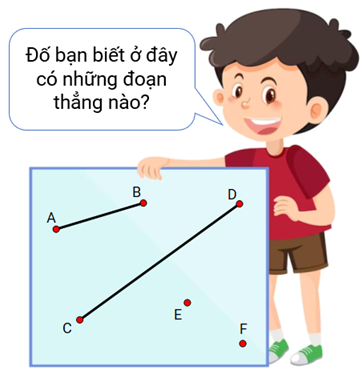 Đố bạn biết ở đây
có những đoạn
thẳng nào?
B
D
A
E
C
F